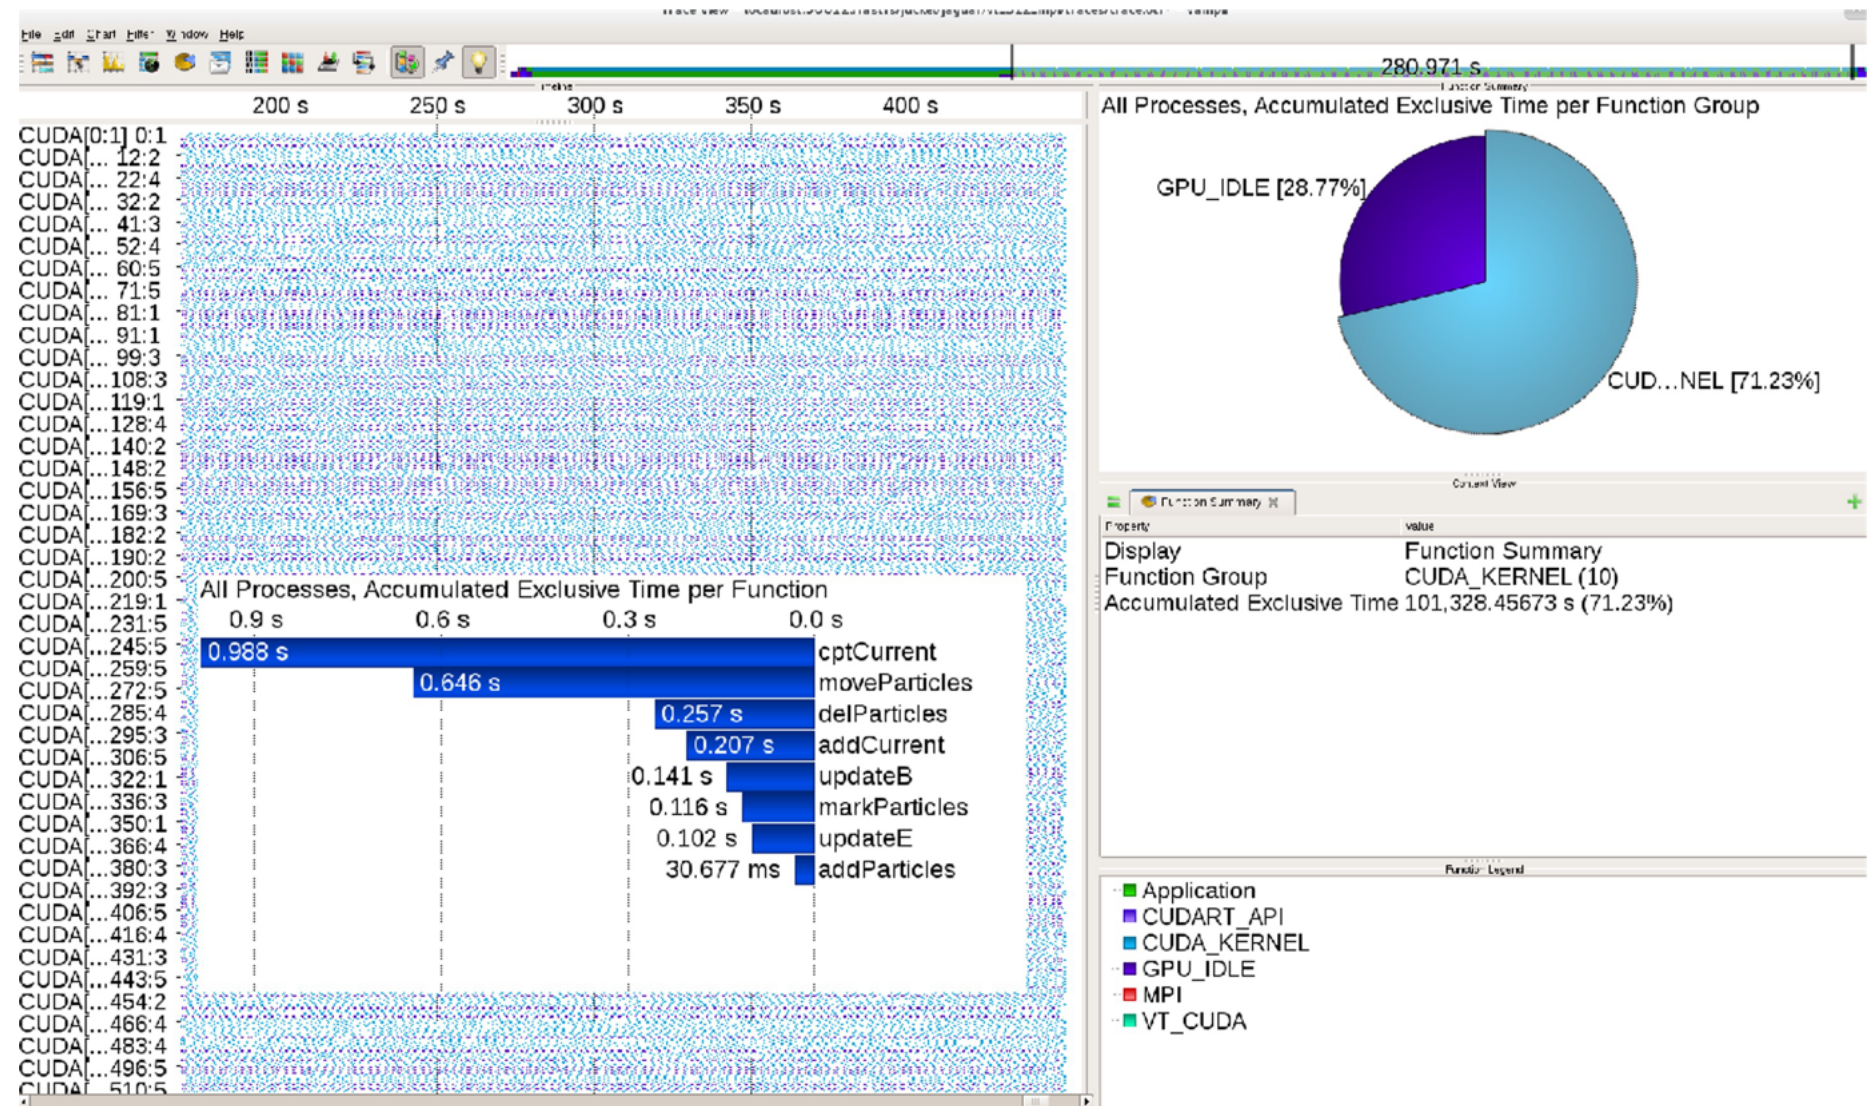 File Edit Chart Filter Window Help
280.971 s
Timeline
200 s 250 s 300 s 350 s 400 s
CUDA[0:1] 0:1
CUDA[... 12:2
CUDA[... 22:4
CUDA[... 32:2
CUDA[... 41:3
CUDA[... 52:4
CUDA[... 60:5
CUDA[... 71:5
CUDA[... 81:1
CUDA[... 91:1
CUDA[... 99:3
CUDA[...108:3
CUDA[...119:1
CUDA[...128:4
CUDA[...140:2
CUDA[...148:2
CUDA[...156:5
CUDA[...169:3
CUDA[...182:2
CUDA[...190:2
CUDA[...200:5
CUDA[...219:1
CUDA[...231:5
CUDA[...245:5
CUDA[...259:5
CUDA[...272:5
CUDA[...285:4
CUDA[...295:3
CUDA[...306:5
CUDA[...322:1
CUDA[...336:3
CUDA[...350:1
CUDA[...366:4
CUDA[...380:3
CUDA[...392:3
CUDA[...406:5
CUDA[...416:4
CUDA[...431:3
CUDA[...443:5
CUDA[...454:2
CUDA[...466:4
CUDA[...483:4
CUDA[...496:5
CUDA[...510:5
All Processes, Accumulated Exclusive Time per Function
0.9 s 0.6 s 0.3 s 0.0 s
0.988 s cptCurrent
0.646 s moveParticles
0.257 s delParticles
0.207 s addCurrent
0.141 s updateB
0.116 s markParticles
0.102 s updateE
30.677 ms addParticles
Function Summary
All Processes, Accumulated Exclusive Time per Function Group
GPU_IDLE [28.77%]
CUD...NEL [71.23%]
Context View
Function Summary
Property Value
Display Function Summary
Function Group CUDA_KERNEL (10)
Accumulated Exclusive Time 101,328.45673 s (71.23%)
Function Legend
Application
CUDART_API
CUDA_KERNEL
GPU_IDLE
MPI
VT_CUDA